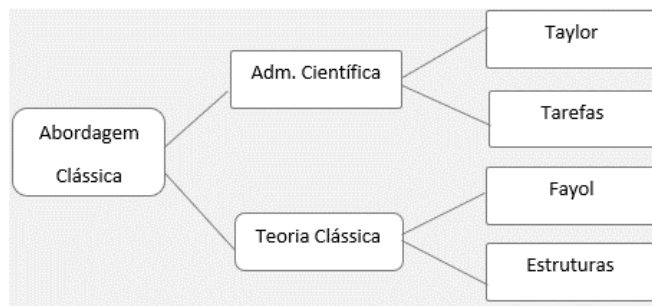 Abordagem
Clássica
Adm. Científica
Taylor
Tarefas
Teoria Clássica
Fayol
Estruturas